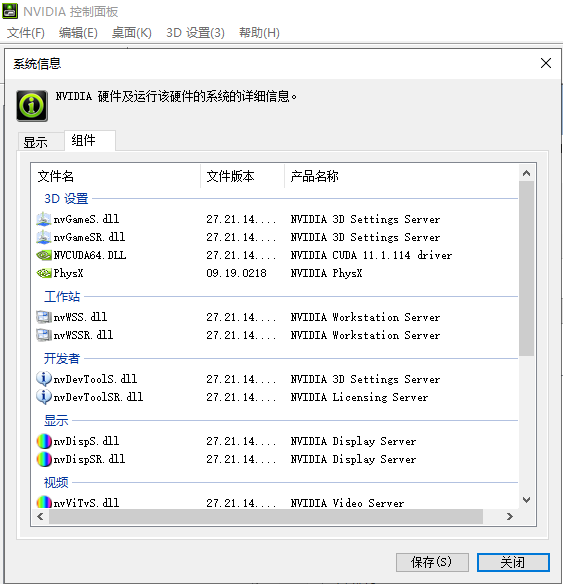 NVIDIA 控制面板
文件(F) 编辑(E) 桌面(K) 3D 设置(3) 帮助(H)
系统信息
NVIDIA 硬件及运行该硬件的系统的详细信息。
显示 组件
文件名 文件版本 产品名称
3D 设置
nvGameS.dll 27.21.14.... NVIDIA 3D Settings Server
nvGameSR.dll 27.21.14.... NVIDIA 3D Settings Server
NVCUDA64.DLL 27.21.14.... NVIDIA CUDA 11.1.114 driver
PhysX 09.19.0218 NVIDIA PhysX
工作站
nvWSS.dll 27.21.14.... NVIDIA Workstation Server
nvWSSR.dll 27.21.14.... NVIDIA Workstation Server
开发者
nvDevToolS.dll 27.21.14.... NVIDIA 3D Settings Server
nvDevToolSR.dll 27.21.14.... NVIDIA Licensing Server
显示
nvDispS.dll 27.21.14.... NVIDIA Display Server
nvDispSR.dll 27.21.14.... NVIDIA Display Server
视频
nvViTvS.dll 27.21.14.... NVIDIA Video Server
保存(S) 关闭